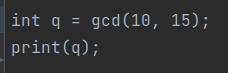 int q = gcd(10, 15);
print(q);